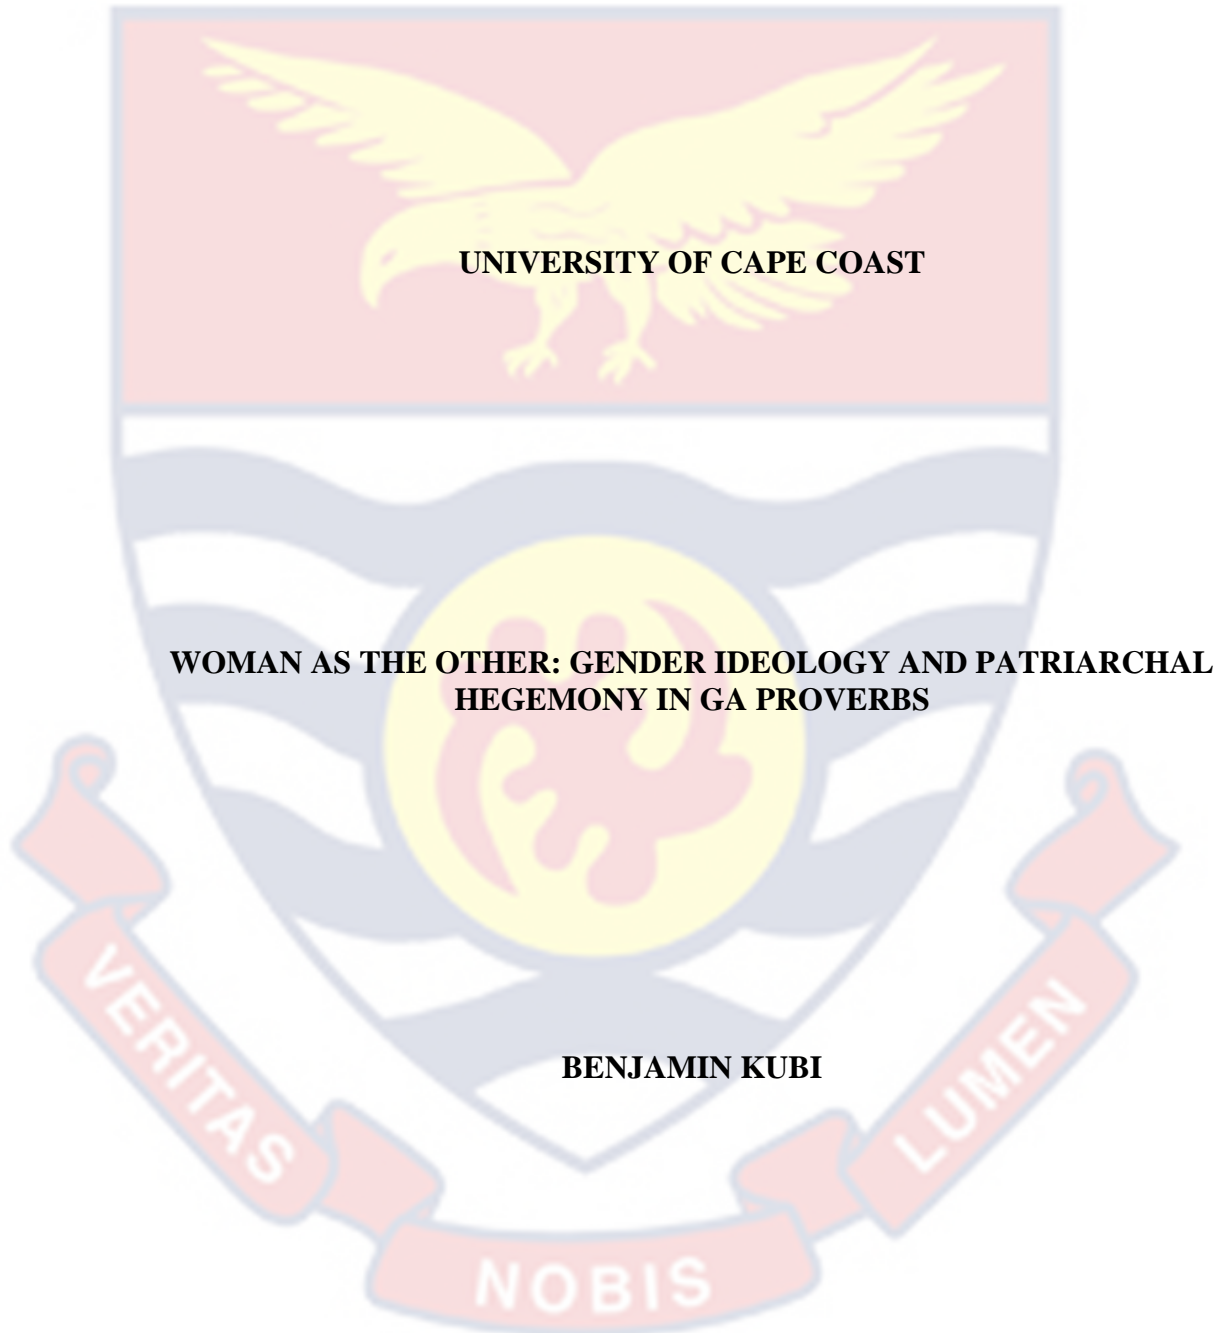 UNIVERSITY OF CAPE COAST
WOMAN AS THE OTHER: GENDER IDEOLOGY AND PATRIARCHAL
HEGEMONY IN GA PROVERBS
BENJAMIN KUBI
VERITAS
NOBIS
LUMEN